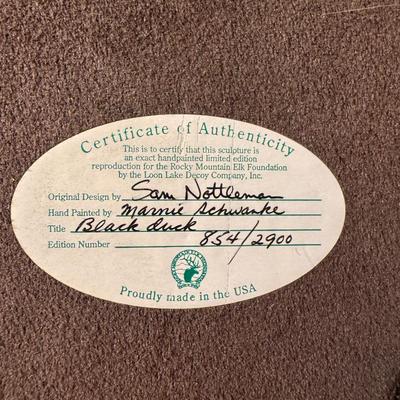 Certificate of Authenticity
This is to certify that this sculpture is
an exact handpainted limited edition
reproduction for the Rocky Mountain Elk Foundation
by the Loon Lake Decoy Company, Inc.
Original Design by Sam Nottleman
Hand Painted by Marnie Schwanke
Title Black duck
Edition Number 854/2900
Proudly made in the USA